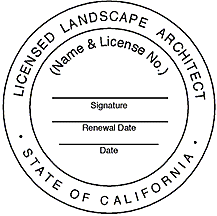 LICENSED LANDSCAPE ARCHITECT
(Name & License No.)
Signature
Renewal Date
Date
• STATE OF CALIFORNIA •